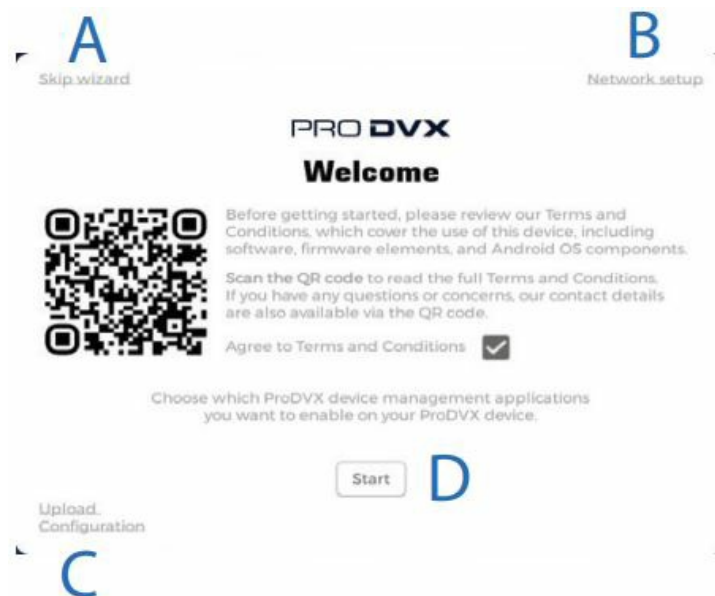 A
B
Skip wizard
Network setup
PRO DVX
Welcome
Before getting started, please review our Terms and
Conditions, which cover the use of this device, including
software, firmware elements, and Android OS components.
Scan the QR code to read the full Terms and Conditions.
If you have any questions or concerns, our contact details
are also available via the QR code.
Agree to Terms and Conditions
Choose which ProDVX device management applications
you want to enable on your ProDVX device.
Start
D
Upload
Configuration
C